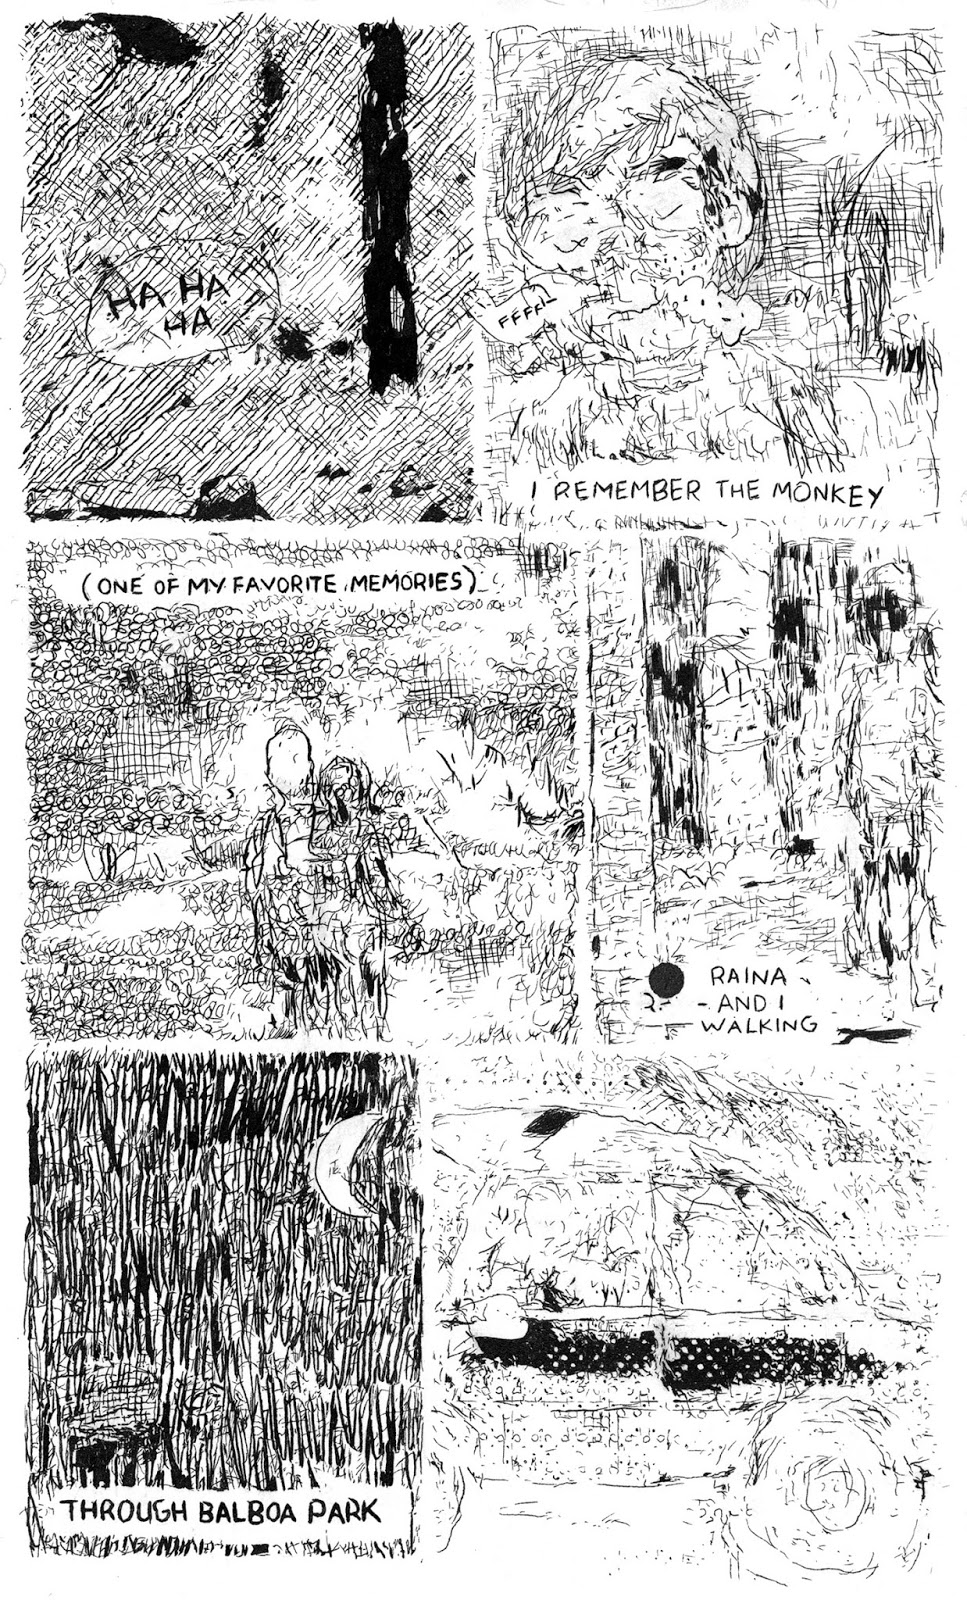 HA HA
HA
FFFF
I REMEMBER THE MONKEY
(ONE OF MY FAVORITE MEMORIES)
RAINA
AND I
WALKING
THROUGH BALBOA PARK